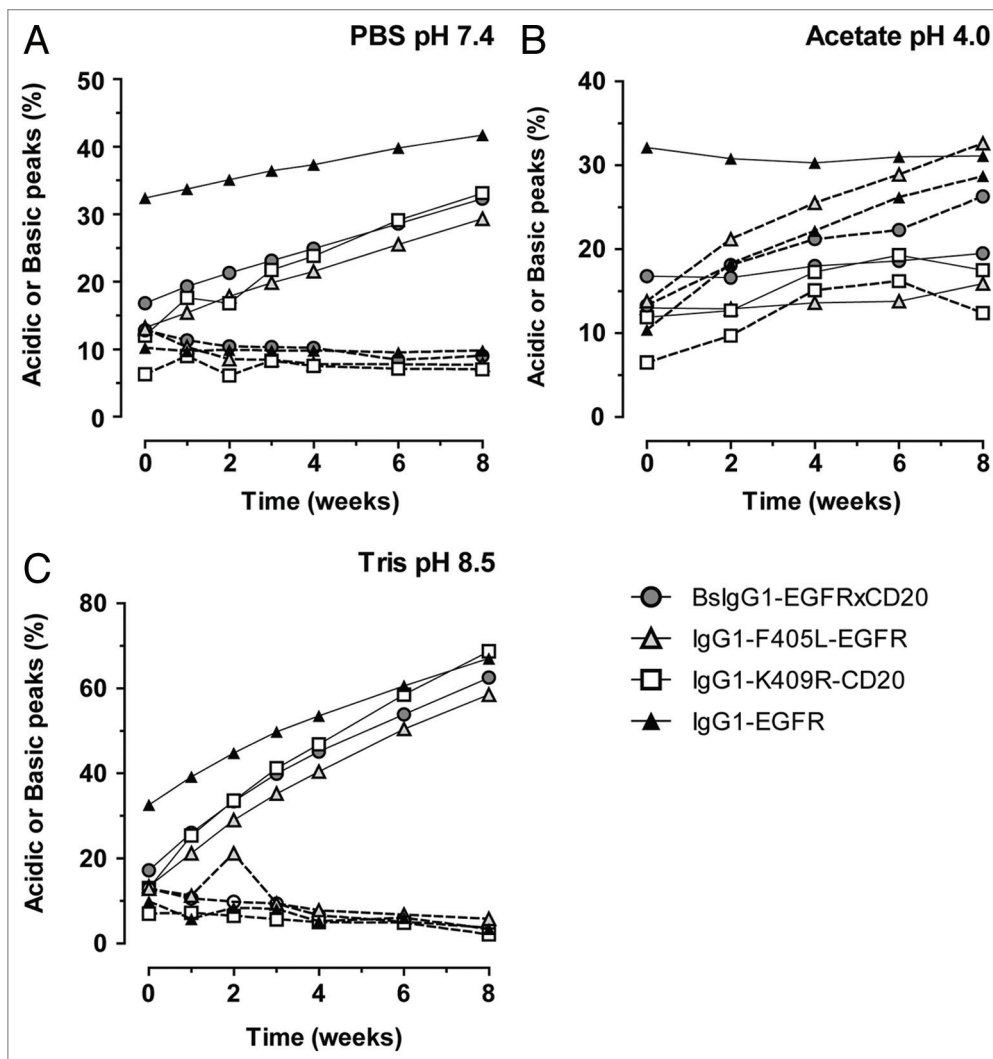 A
PBS pH 7.4
Acidic or Basic peaks (%)
50
40
30
20
10
0
0 2 4 6 8
Time (weeks)
B
Acetate pH 4.0
Acidic or Basic peaks (%)
40
30
20
10
0
0 2 4 6 8
Time (weeks)
C
Tris pH 8.5
Acidic or Basic peaks (%)
80
60
40
20
0
0 2 4 6 8
Time (weeks)
BsIgG1-EGFRxCD20
IgG1-F405L-EGFR
IgG1-K409R-CD20
IgG1-EGFR